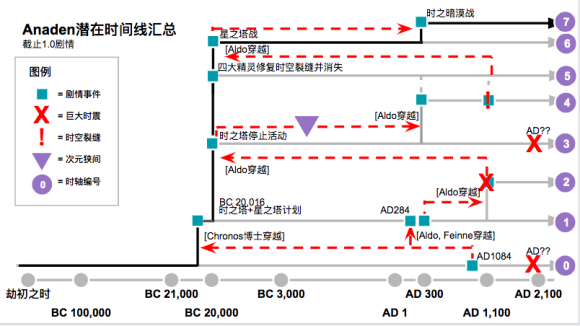 Anaden潜在时间线汇总
截止1.0剧情
图例
= 剧情事件
X = 巨大时震
! = 时空裂缝
= 次元狭间
0 = 时轴编号
时之暗漠战
7
星之塔战
6
[Aldo穿越]
四大精灵修复时空裂缝并消失
5
4
[Aldo穿越]
时之塔停止活动
AD??
3
[Aldo穿越]
2
BC 20,016
时之塔+星之塔计划
AD284
1
[Chronos博士穿越]
[Aldo, Feinne穿越]
AD1084
AD??
0
劫初之时
BC 100,000
BC 21,000
BC 20,000
BC 3,000
AD 1
AD 300
AD 1,100
AD 2,100